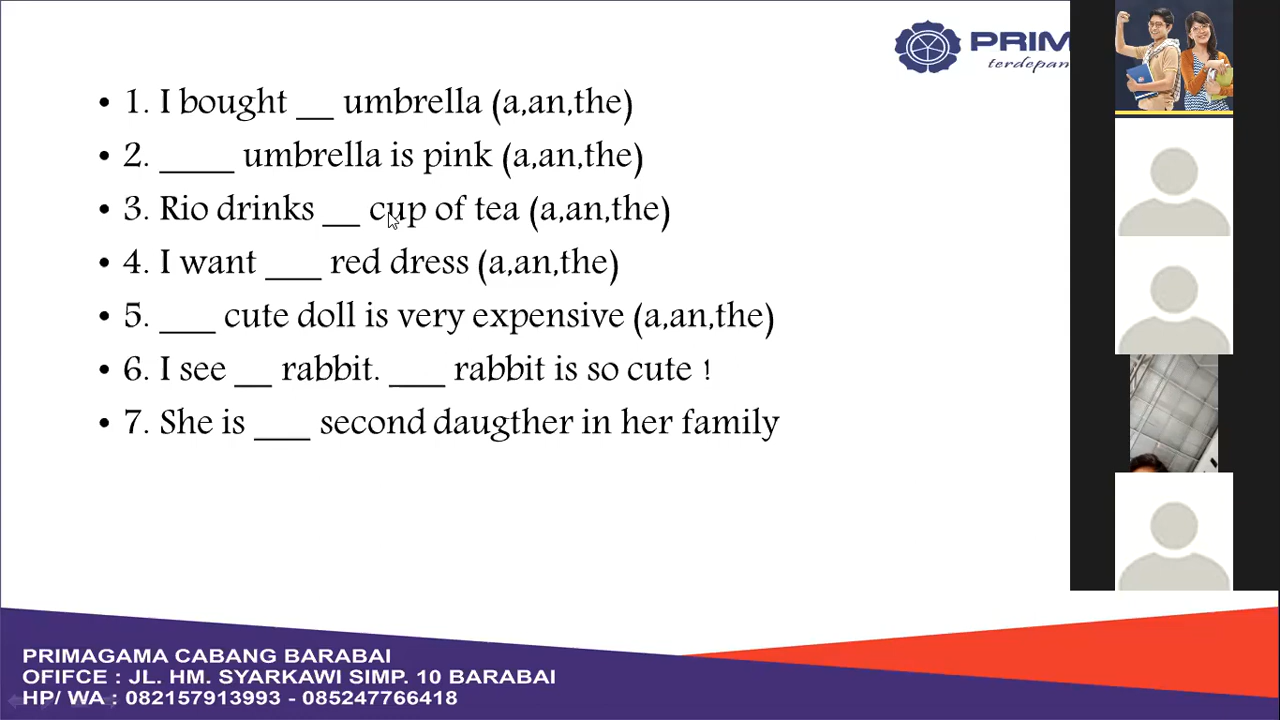 PRIM
terdepan
• 1. I bought __ umbrella (a,an,the)
• 2. ____ umbrella is pink (a,an,the)
• 3. Rio drinks __ cup of tea (a,an,the)
• 4. I want ___ red dress (a,an,the)
• 5. ___ cute doll is very expensive (a,an,the)
• 6. I see __ rabbit. ___ rabbit is so cute !
• 7. She is ___ second daugther in her family
PRIMAGAMA CABANG BARABAI
OFIFCE : JL. HM. SYARKAWI SIMP. 10 BARABAI
HP/ WA : 082157913993 - 085247766418